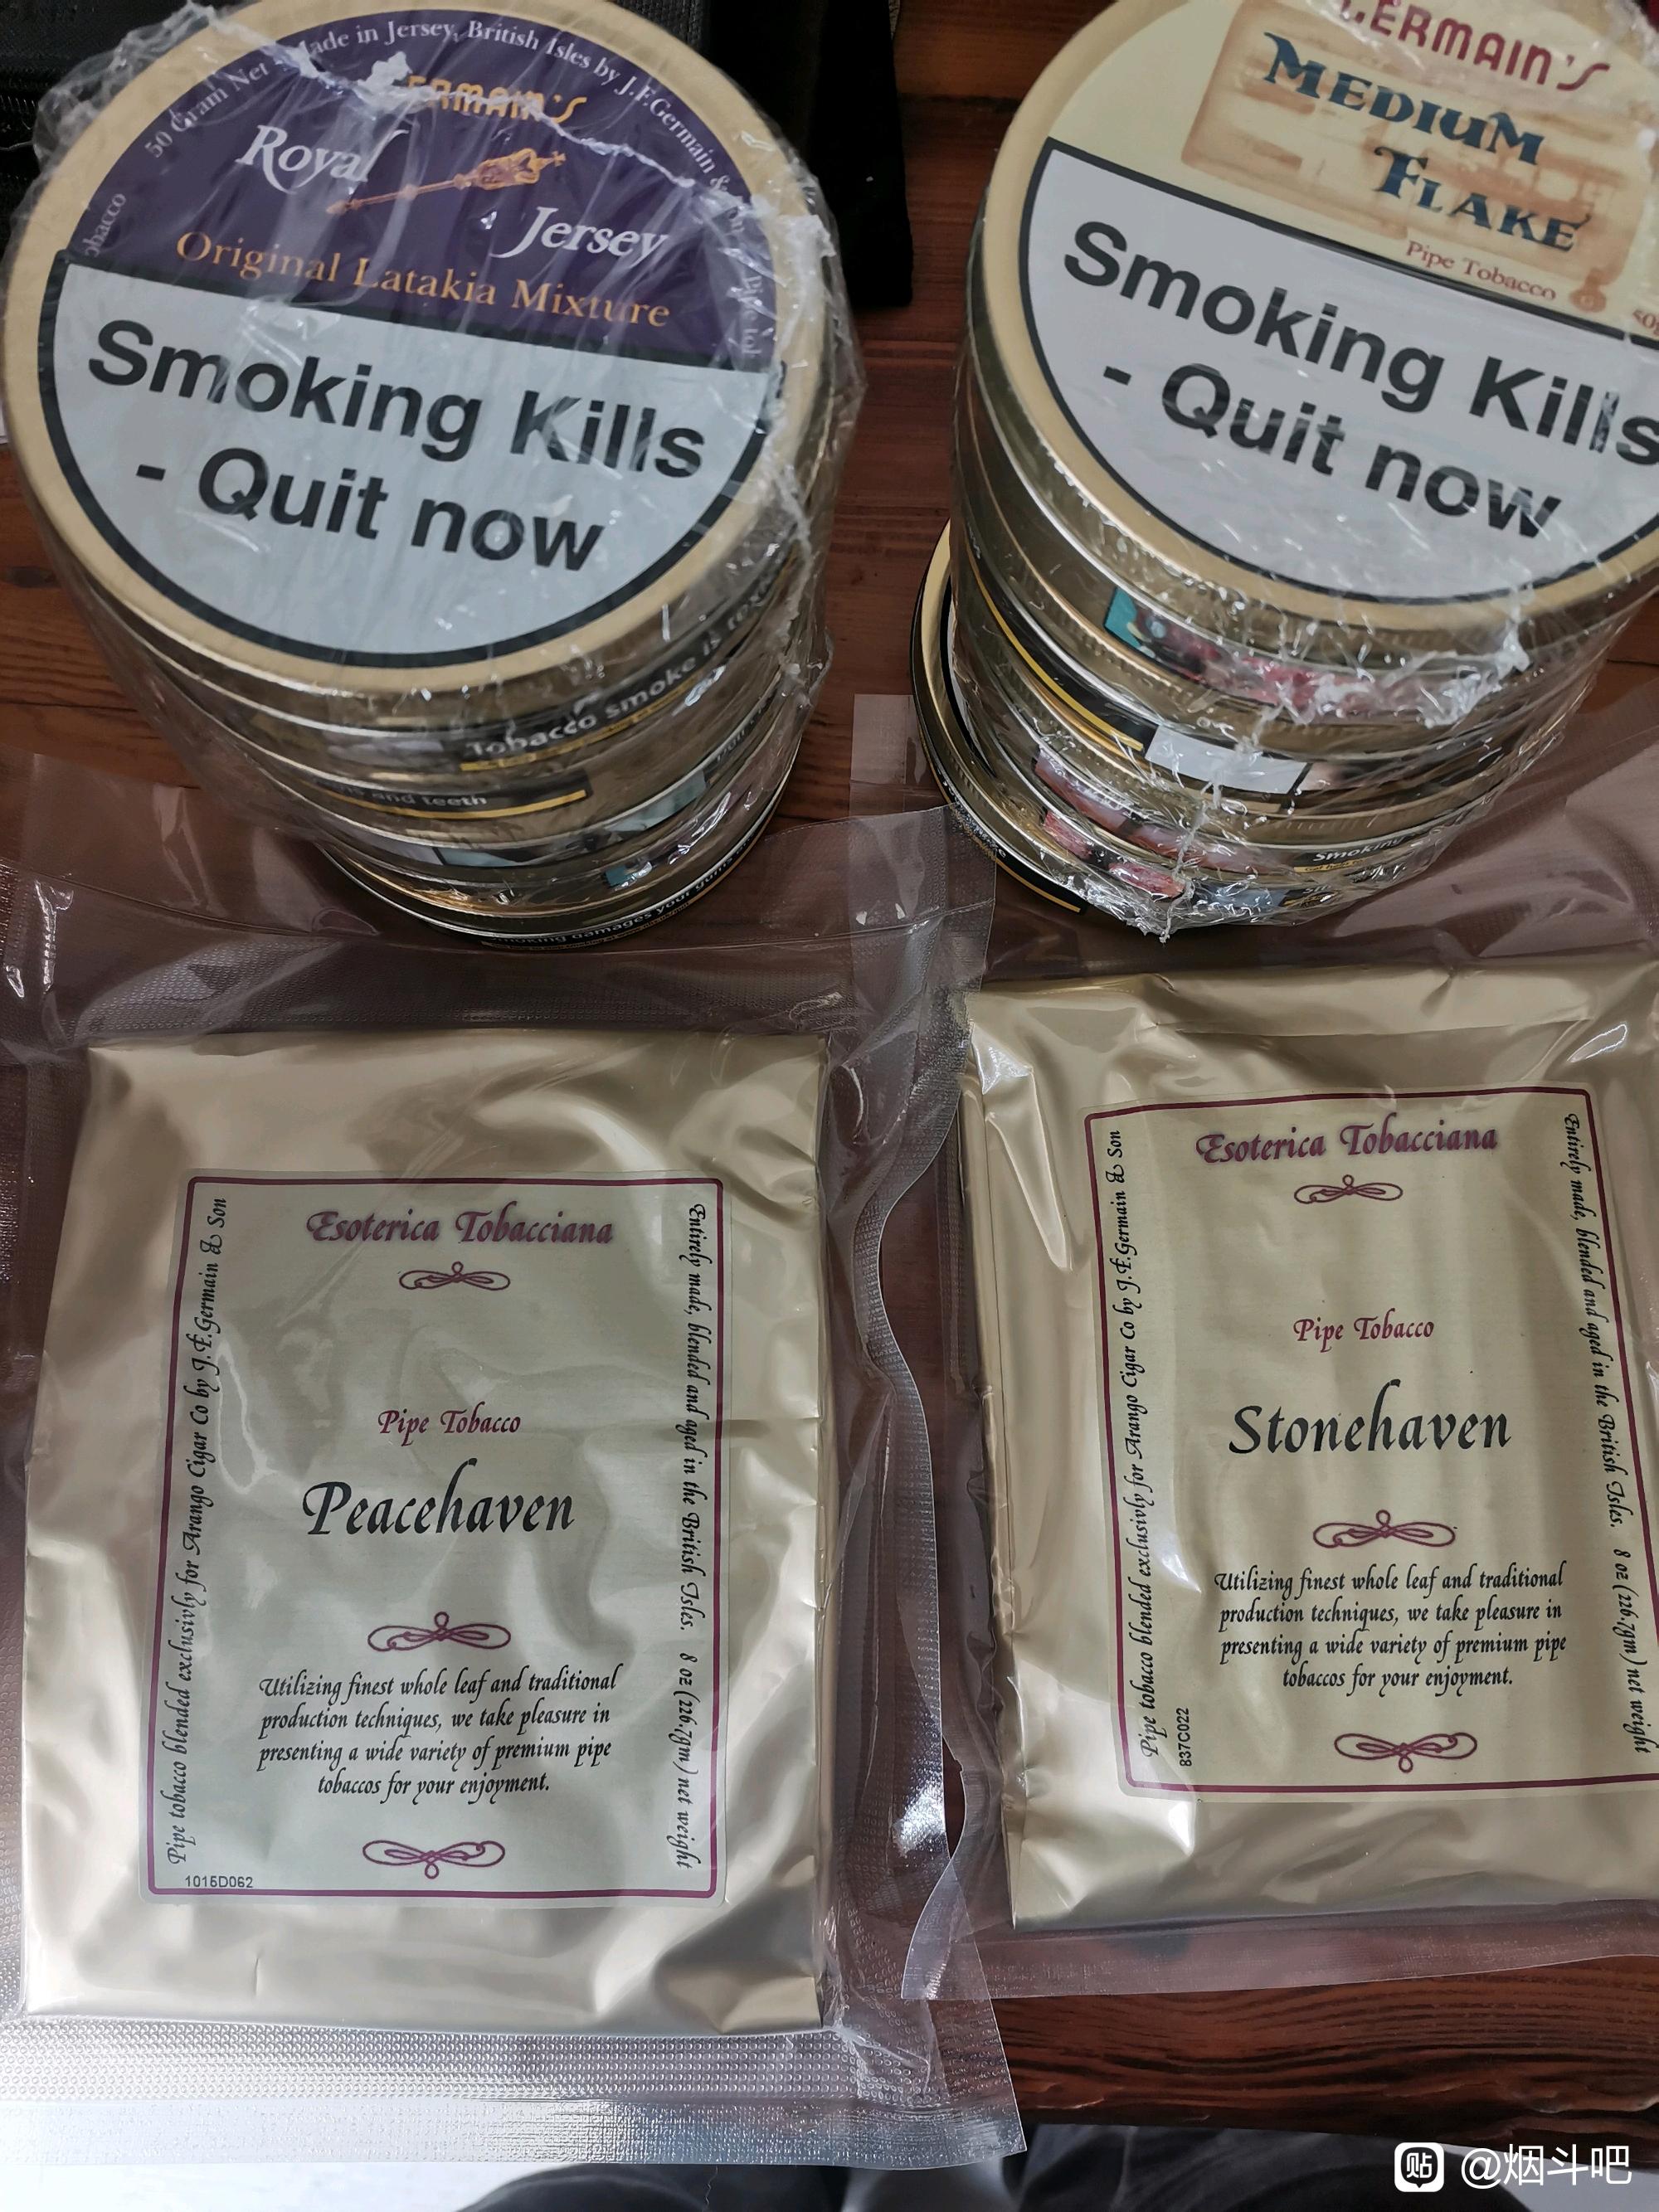 50 Gram Net - Made in Jersey, British Isles by J.F.Germain &
Royal
Jersey
Original Latakia Mixture
Smoking Kills
- Quit now
Tobacco smoke
and teeth
damages your gums
MEDIUM
FLAKE
Pipe Tobacco
Smoking Kills
- Quit now
Smoking
Esoterica Tobacciana
Pipe Tobacco
Peacehaven
Utilizing finest whole leaf and traditional
production techniques, we take pleasure in
presenting a wide variety of premium pipe
tobaccos for your enjoyment.
Pipe tobacco blended exclusivly for Arango Cigar Co by J.F.Germain & Son
Entirely made, blended and aged in the British Isles. 8 oz (226.7gm) net weight
1015D062
Esoterica Tobacciana
Pipe Tobacco
Stonehaven
Utilizing finest whole leaf and traditional
production techniques, we take pleasure in
presenting a wide variety of premium pipe
tobaccos for your enjoyment.
Pipe tobacco blended exclusivly for Arango Cigar Co by J.F.Germain & Son
837C022
Entirely made, blended and aged in the British Isles. 8 oz (226.7gm) net weight
贴 @烟斗吧